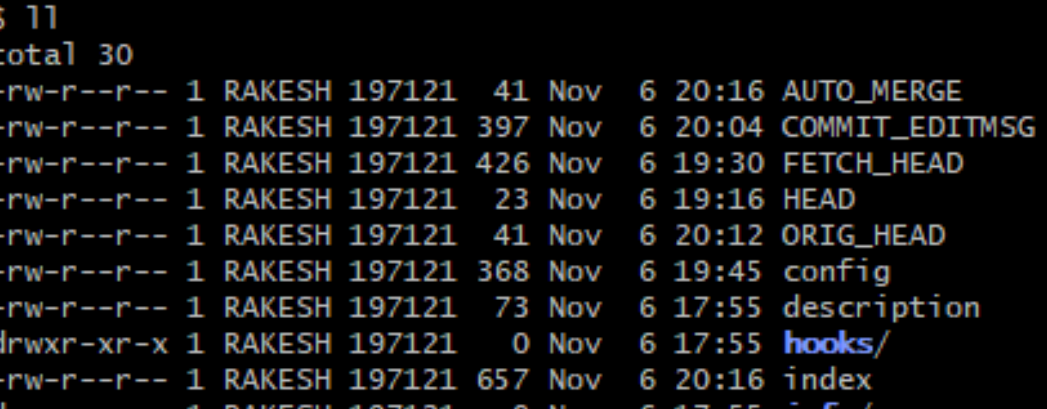 $ ll
total 30
-rw-r--r-- 1 RAKESH 197121  41 Nov  6 20:16 AUTO_MERGE
-rw-r--r-- 1 RAKESH 197121 397 Nov  6 20:04 COMMIT_EDITMSG
-rw-r--r-- 1 RAKESH 197121 426 Nov  6 19:30 FETCH_HEAD
-rw-r--r-- 1 RAKESH 197121  23 Nov  6 19:16 HEAD
-rw-r--r-- 1 RAKESH 197121  41 Nov  6 20:12 ORIG_HEAD
-rw-r--r-- 1 RAKESH 197121 368 Nov  6 19:45 config
-rw-r--r-- 1 RAKESH 197121  73 Nov  6 17:55 description
drwxr-xr-x 1 RAKESH 197121   0 Nov  6 17:55 hooks/
-rw-r--r-- 1 RAKESH 197121 657 Nov  6 20:16 index